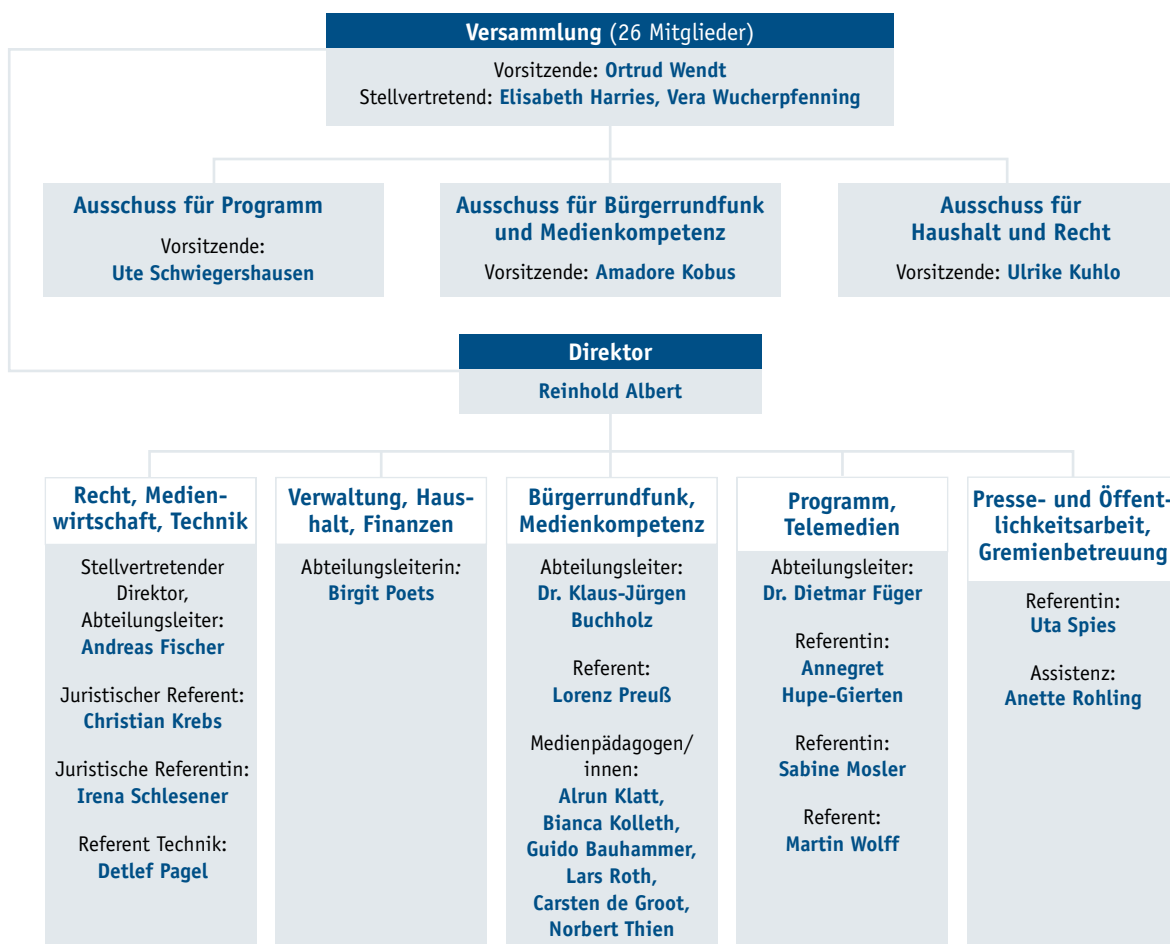 Versammlung (26 Mitglieder)
Vorsitzende: Ortrud Wendt
Stellvertretend: Elisabeth Harries, Vera Wucherpfenning
Ausschuss für Programm
Vorsitzende:
Ute Schwiegershausen
Ausschuss für Bürgerrundfunk
und Medienkompetenz
Vorsitzende: Amadore Kobus
Ausschuss für
Haushalt und Recht
Vorsitzende: Ulrike Kuhlo
Direktor
Reinhold Albert
Recht, Medien-
wirtschaft, Technik
Stellvertretender
Direktor,
Abteilungsleiter:
Andreas Fischer
Juristischer Referent:
Christian Krebs
Juristische Referentin:
Irena Schlesener
Referent Technik:
Detlef Pagel
Verwaltung, Haus-
halt, Finanzen
Abteilungsleiterin:
Birgit Poets
Bürgerrundfunk,
Medienkompetenz
Abteilungsleiter:
Dr. Klaus-Jürgen
Buchholz
Referent:
Lorenz Preuß
Medienpädagogen/
innen:
Alrun Klatt,
Bianca Kolleth,
Guido Bauhammer,
Lars Roth,
Carsten de Groot,
Norbert Thien
Programm,
Telemedien
Abteilungsleiter:
Dr. Dietmar Füger
Referentin:
Annegret
Hupe-Gierten
Referentin:
Sabine Mosler
Referent:
Martin Wolff
Presse- und Öffent-
lichkeitsarbeit,
Gremienbetreuung
Referentin:
Uta Spies
Assistenz:
Anette Rohling